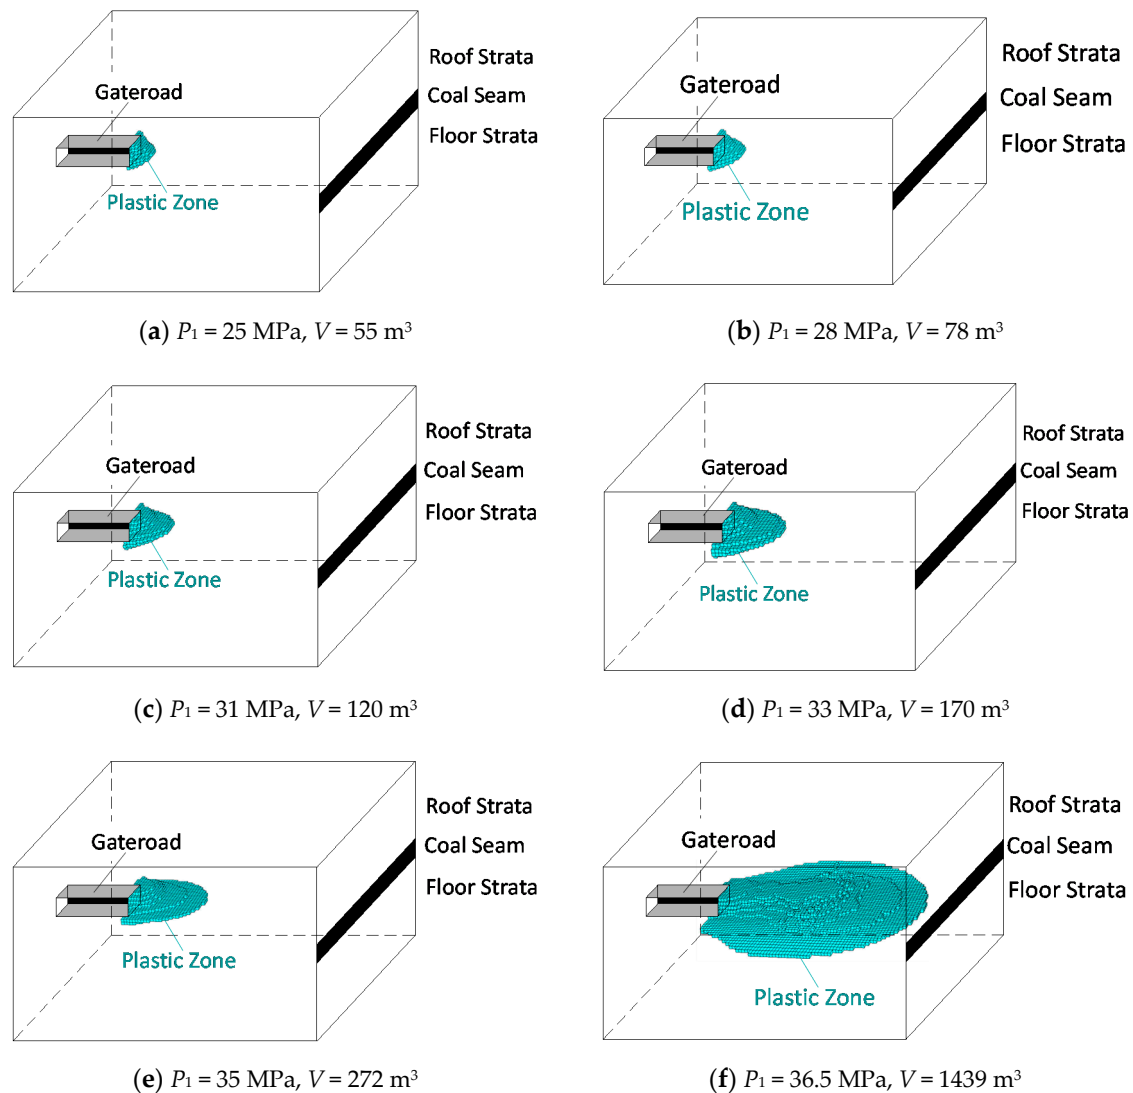 Roof Strata
Gateroad
Coal Seam
Floor Strata
Plastic Zone
(a) P1 = 25 MPa, V = 55 m³
Roof Strata
Gateroad
Coal Seam
Floor Strata
Plastic Zone
(b) P1 = 28 MPa, V = 78 m³
Roof Strata
Gateroad
Coal Seam
Floor Strata
Plastic Zone
(c) P1 = 31 MPa, V = 120 m³
Roof Strata
Gateroad
Coal Seam
Floor Strata
Plastic Zone
(d) P1 = 33 MPa, V = 170 m³
Roof Strata
Gateroad
Coal Seam
Floor Strata
Plastic Zone
(e) P1 = 35 MPa, V = 272 m³
Roof Strata
Gateroad
Coal Seam
Floor Strata
Plastic Zone
(f) P1 = 36.5 MPa, V = 1439 m³